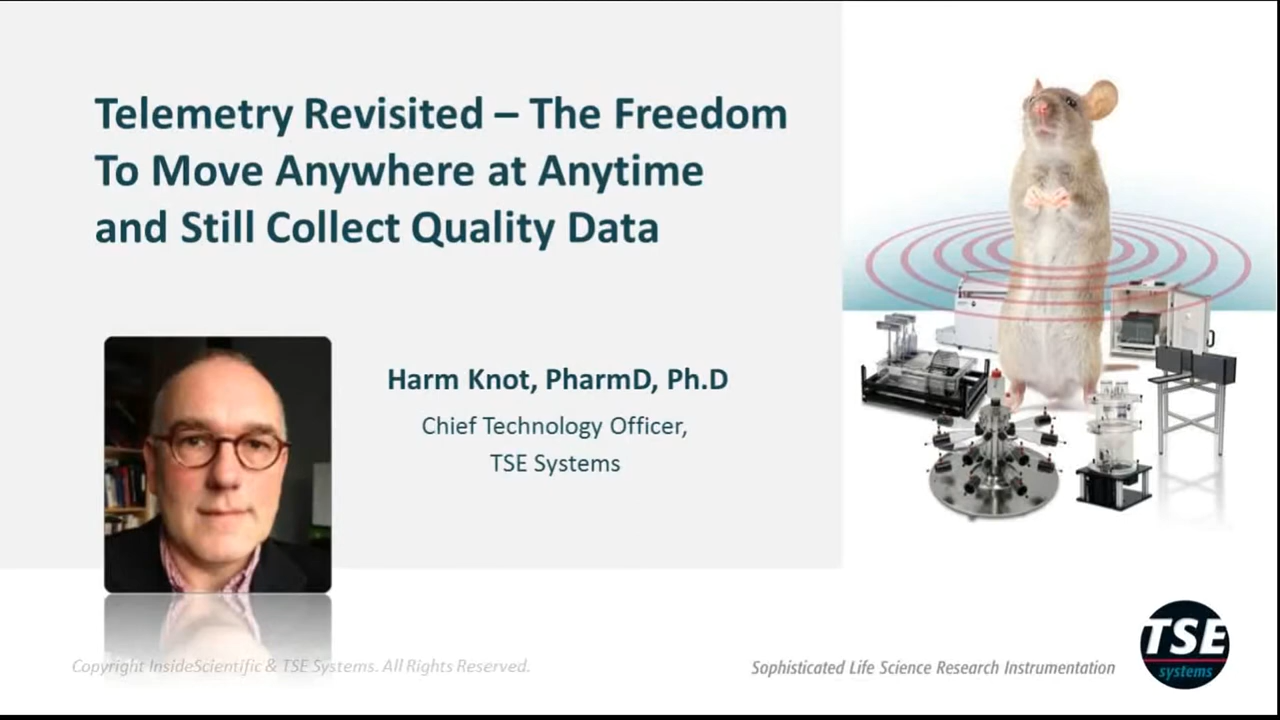 Telemetry Revisited – The Freedom
To Move Anywhere at Anytime
and Still Collect Quality Data
Harm Knot, PharmD, Ph.D
Chief Technology Officer,
TSE Systems
Copyright InsideScientific & TSE Systems. All Rights Reserved.
Sophisticated Life Science Research Instrumentation
TSE
systems